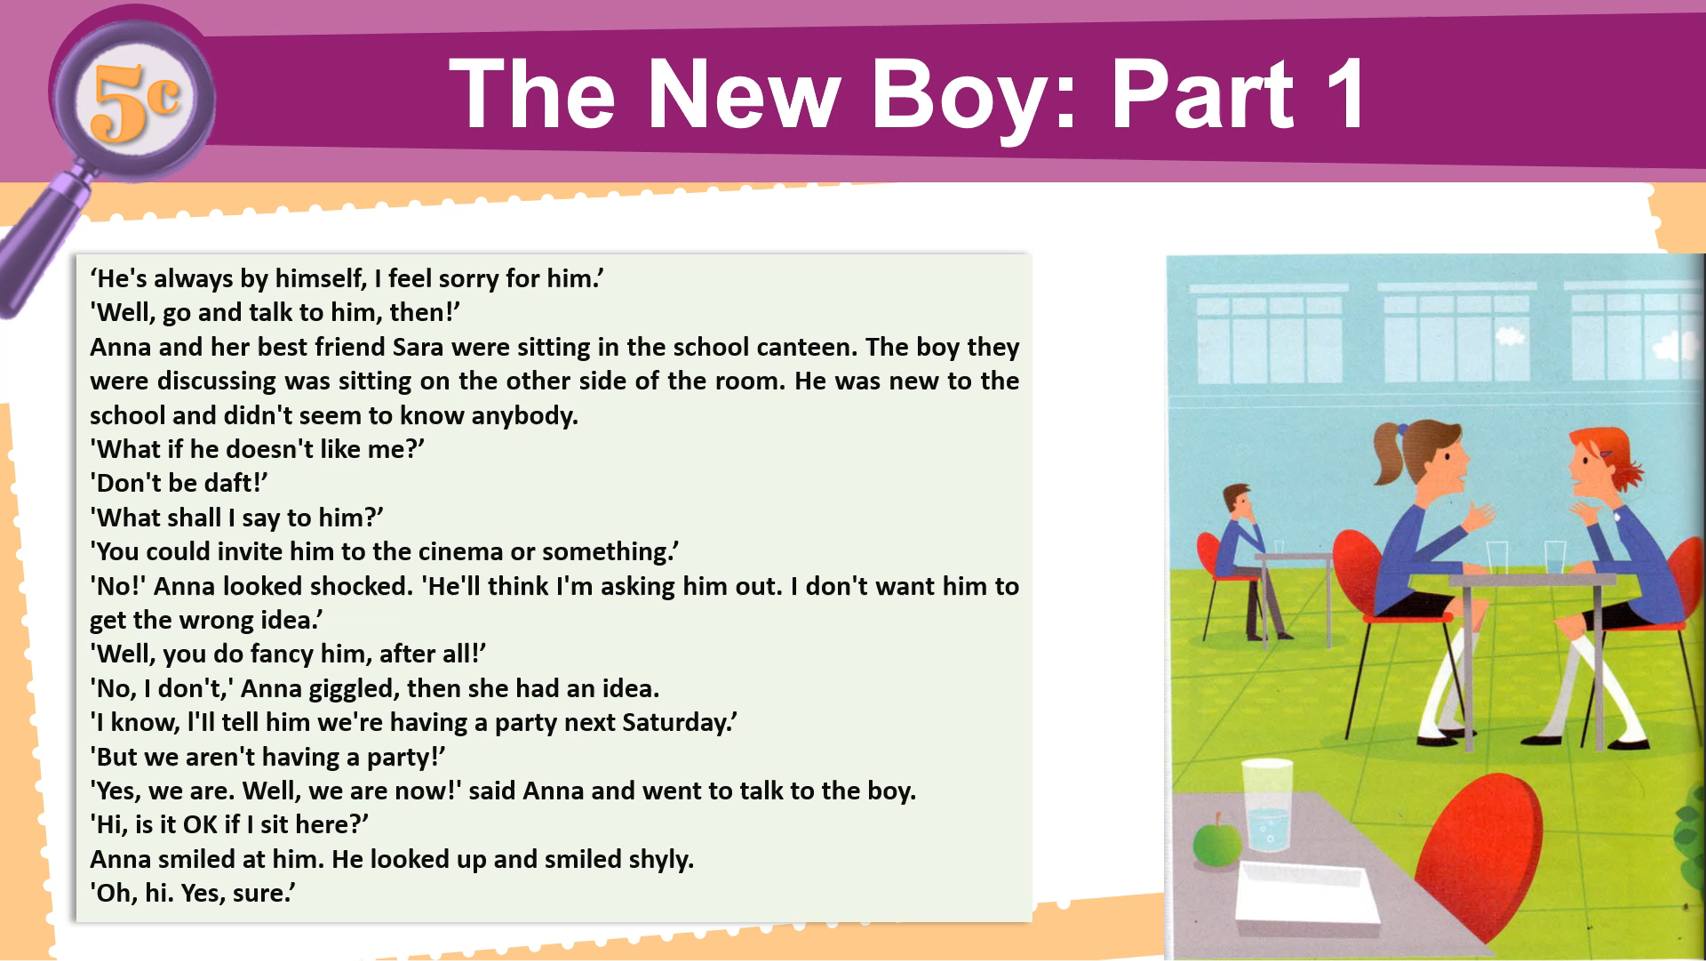 5c
The New Boy: Part 1
‘He's always by himself, I feel sorry for him.’
'Well, go and talk to him, then!’
Anna and her best friend Sara were sitting in the school canteen. The boy they
were discussing was sitting on the other side of the room. He was new to the
school and didn't seem to know anybody.
'What if he doesn't like me?’
'Don't be daft!’
'What shall I say to him?’
'You could invite him to the cinema or something.’
'No!' Anna looked shocked. 'He'll think I'm asking him out. I don't want him to
get the wrong idea.’
'Well, you do fancy him, after all!’
'No, I don't,' Anna giggled, then she had an idea.
'I know, l'Il tell him we're having a party next Saturday.’
'But we aren't having a party!’
'Yes, we are. Well, we are now!' said Anna and went to talk to the boy.
'Hi, is it OK if I sit here?’
Anna smiled at him. He looked up and smiled shyly.
'Oh, hi. Yes, sure.’